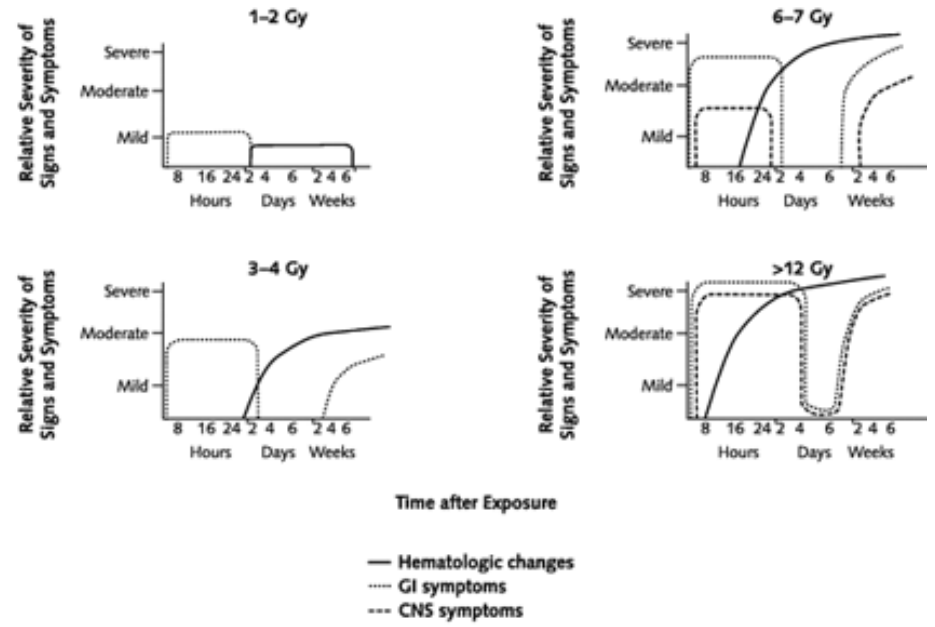 1–2 Gy
Relative Severity of
Signs and Symptoms
Severe
Moderate
Mild
8 16 24 2 4 6 2 4 6
Hours Days Weeks
6–7 Gy
Relative Severity of
Signs and Symptoms
Severe
Moderate
Mild
8 16 24 2 4 6 2 4 6
Hours Days Weeks
3–4 Gy
Relative Severity of
Signs and Symptoms
Severe
Moderate
Mild
8 16 24 2 4 6 2 4 6
Hours Days Weeks
>12 Gy
Relative Severity of
Signs and Symptoms
Severe
Moderate
Mild
8 16 24 2 4 6 2 4 6
Hours Days Weeks
Time after Exposure
Hematologic changes
GI symptoms
CNS symptoms